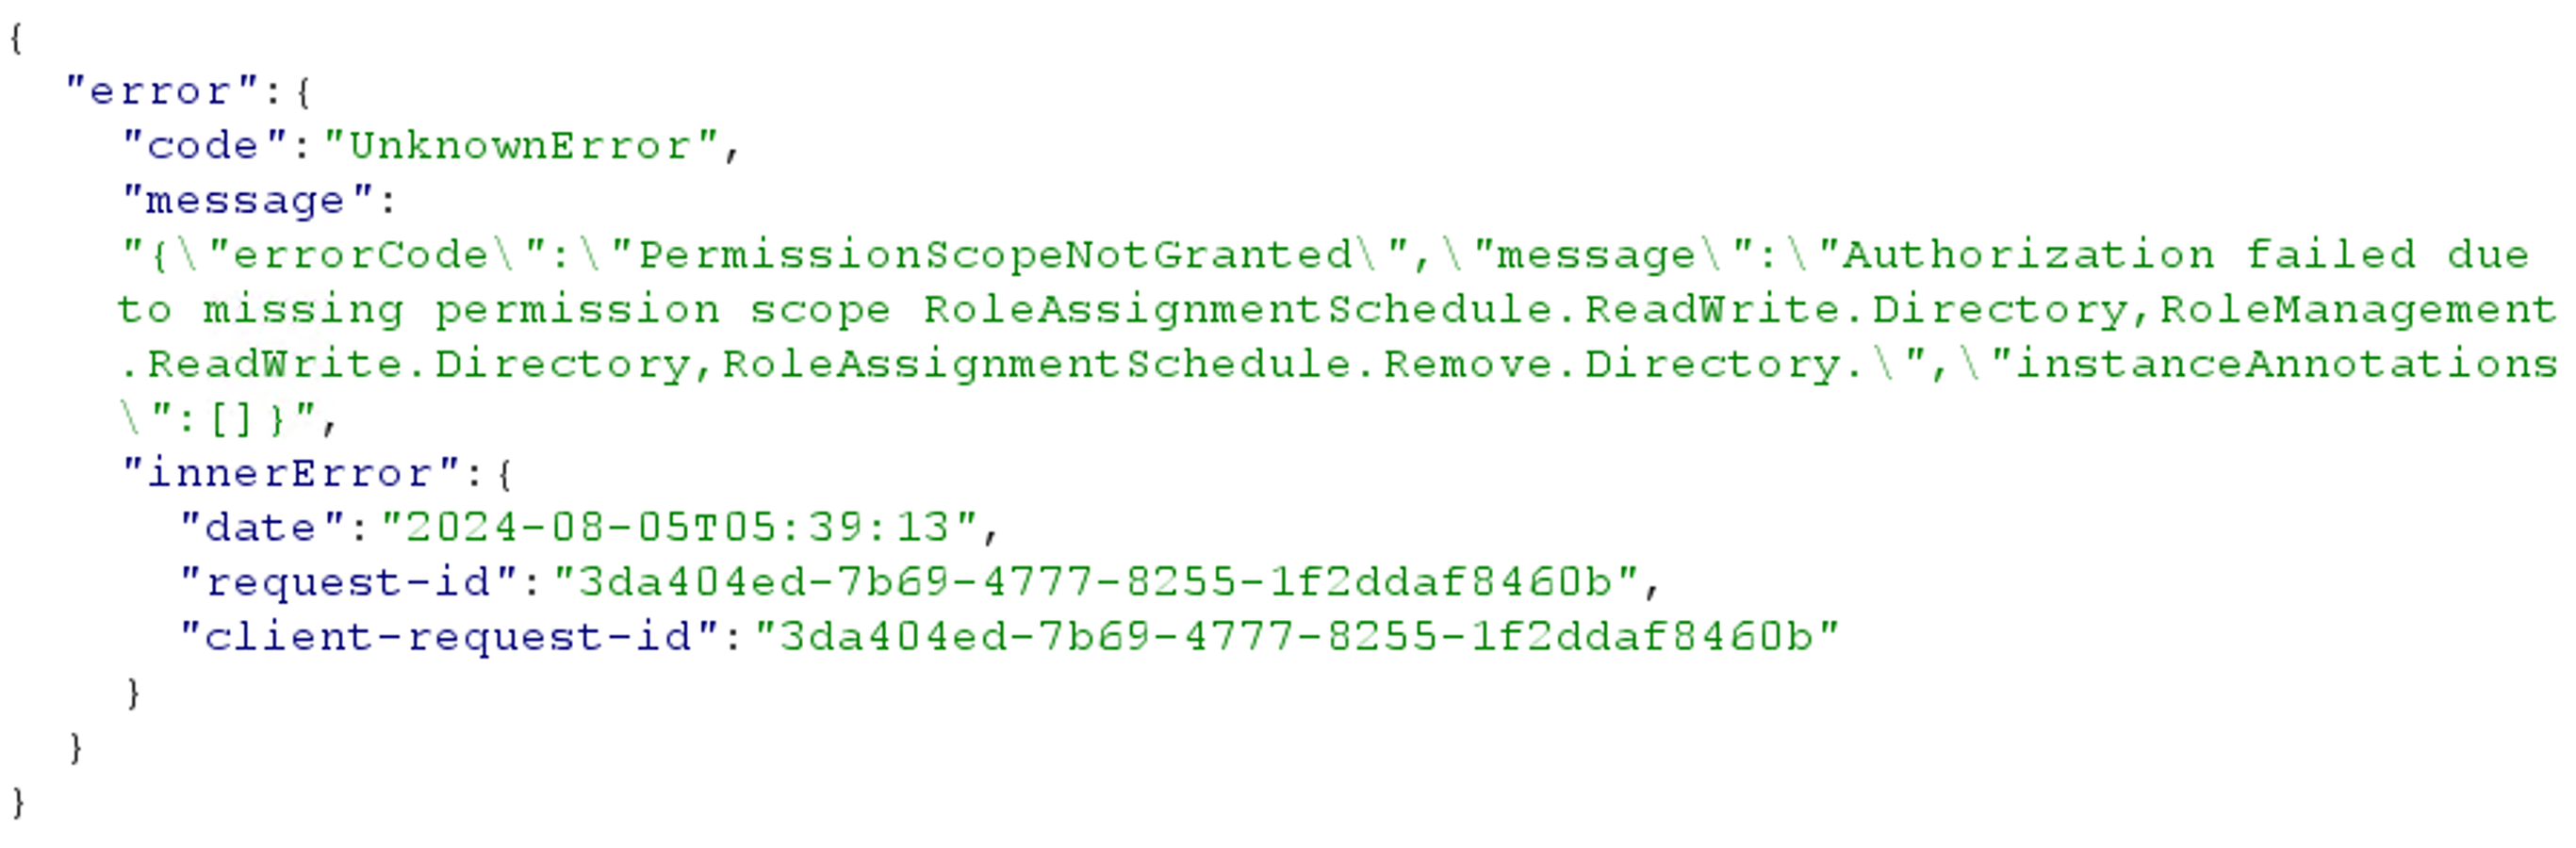 {
"error":{
"code":"UnknownError",
"message":
"{\"errorCode\":\"PermissionScopeNotGranted\",\"message\":\"Authorization failed due
to missing permission scope RoleAssignmentSchedule.ReadWrite.Directory,RoleManagement
.ReadWrite.Directory,RoleAssignmentSchedule.Remove.Directory.\",\"instanceAnnotations
\":[]}",
"innerError":{
"date":"2024-08-05T05:39:13",
"request-id":"3da404ed-7b69-4777-8255-1f2ddaf8460b",
"client-request-id":"3da404ed-7b69-4777-8255-1f2ddaf8460b"
}
}
}